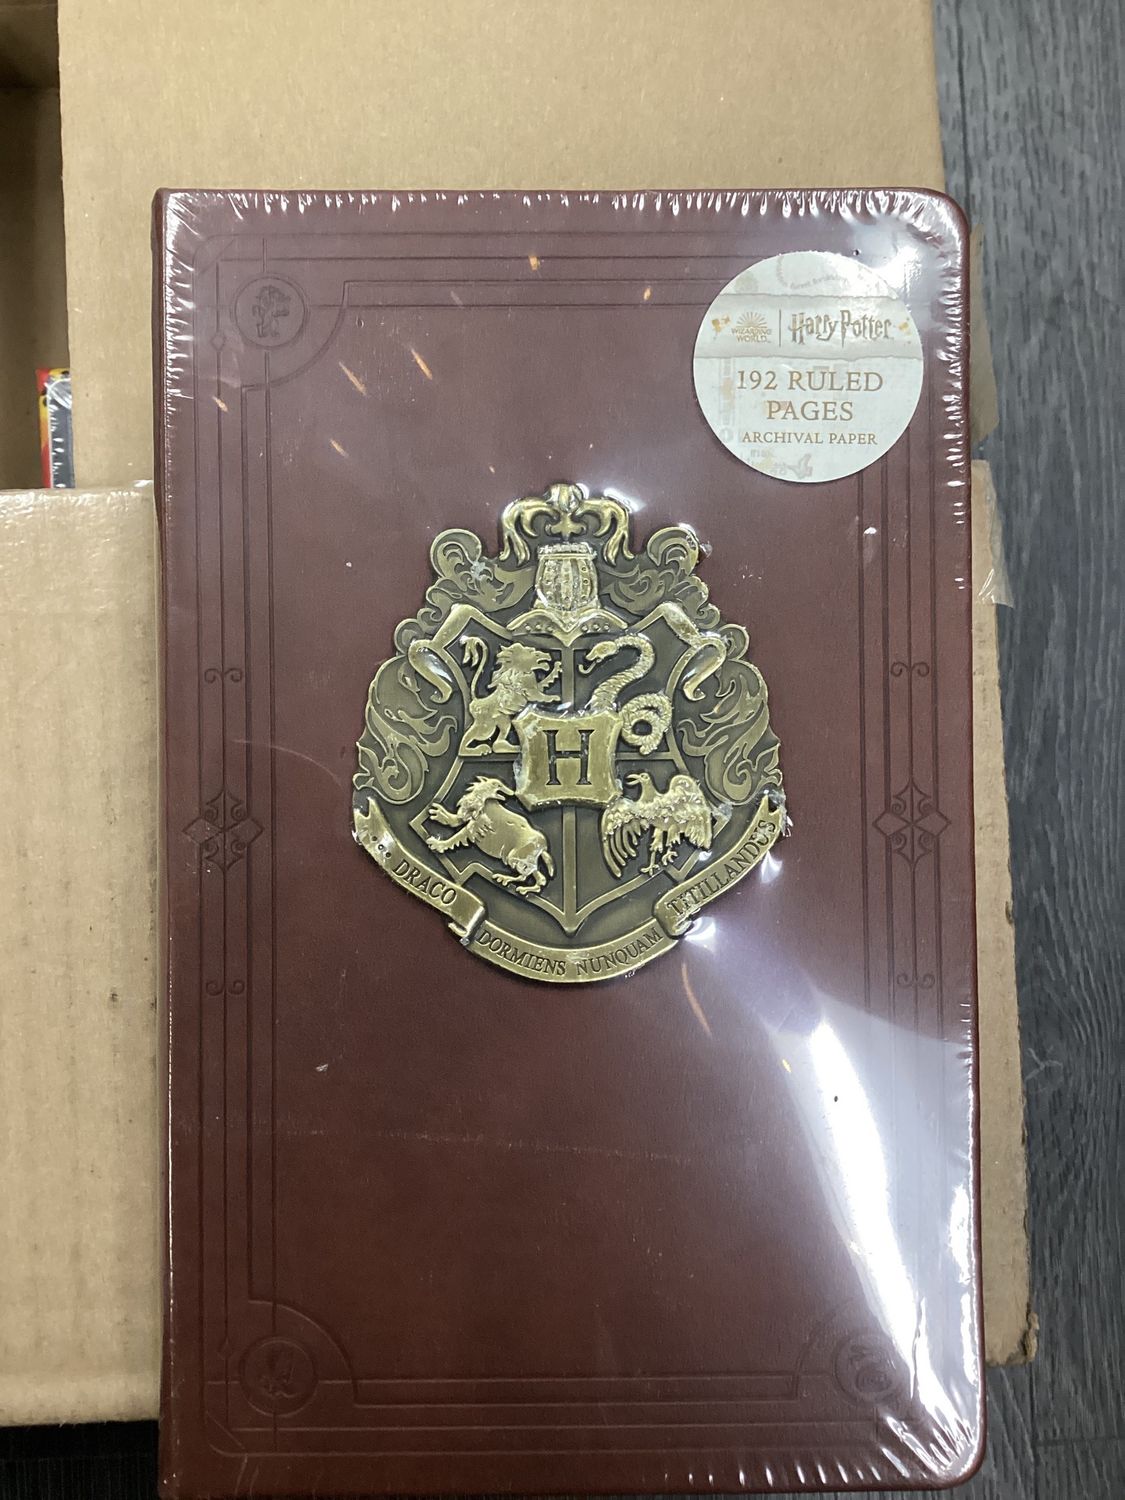 WIZARDING
WORLD
Harry Potter
192 RULED
PAGES
ARCHIVAL PAPER
H
DRACO
DORMIENS NUNQUAM
TITILLANDUS